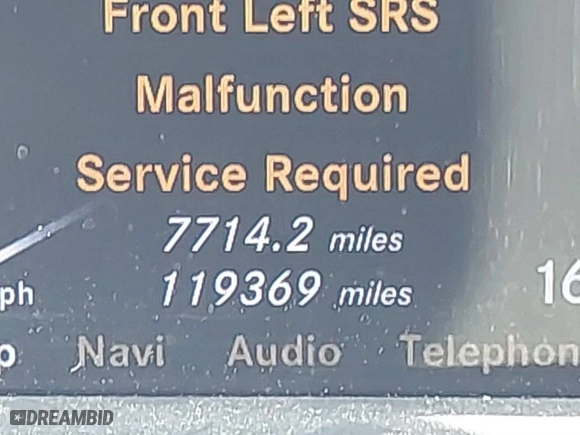 Front Left SRS
Malfunction
Service Required
7714.2 miles
119369 miles
ph 16
o Navi Audio Telephon
DREAMBID